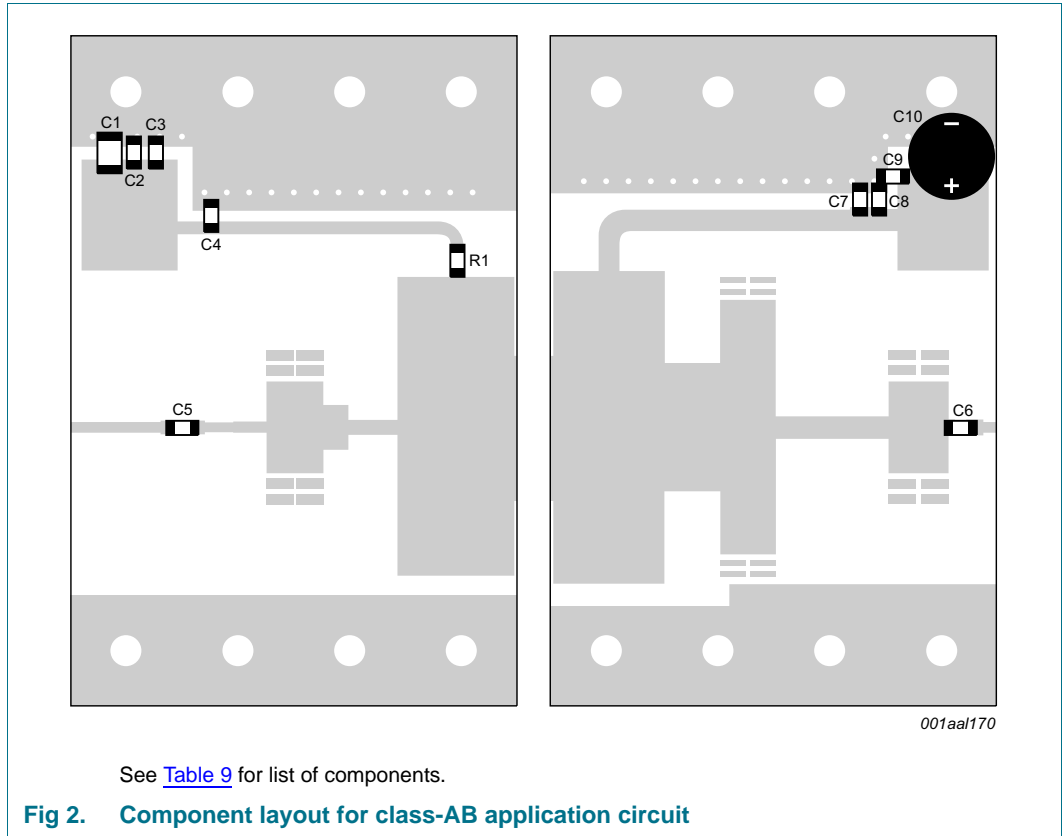 C1
C2
C3
C4
R1
C5
C10
−
C9
+
C7
C8
C6
001aal170
See Table 9 for list of components.
Fig 2. Component layout for class-AB application circuit